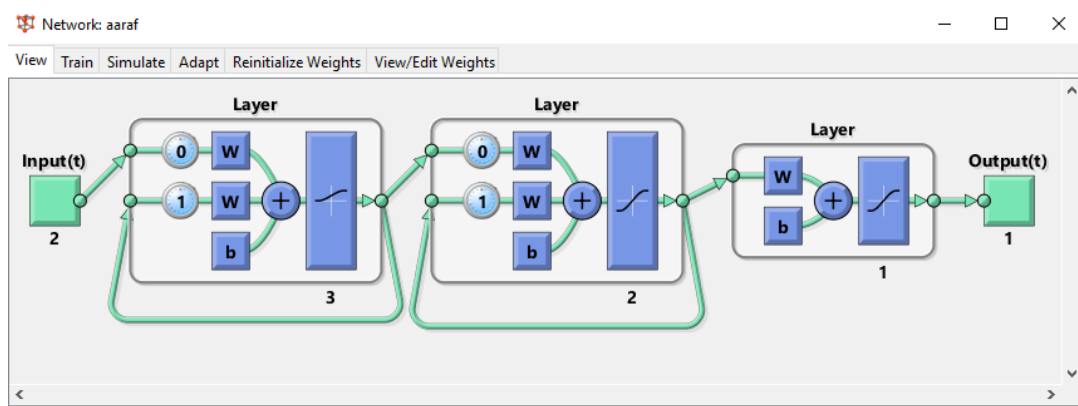 Network: aaraf
View Train Simulate Adapt Reinitialize Weights View/Edit Weights
Layer Layer Layer
Input(t) Output(t)
0 W 0 W W
1 W 1 W b
b b
2 3 2 1 1